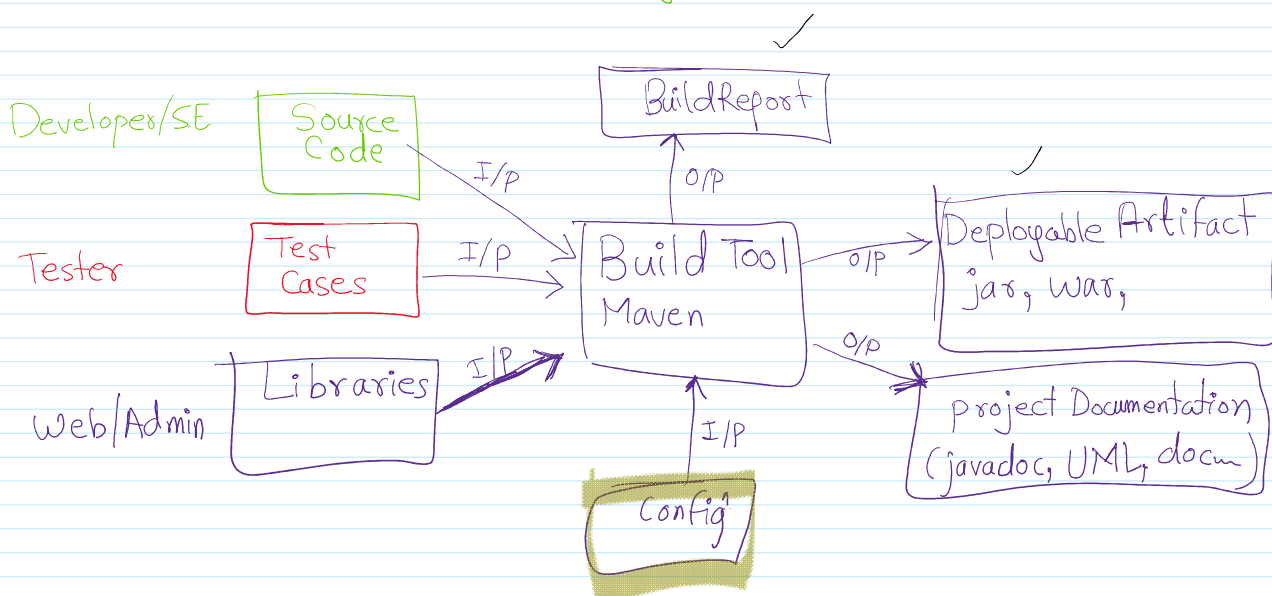 BuildReport
Developer/SE
Source
Code
I/P
O/P
Deployable Artifact
jar, war,
Tester
Test
Cases
I/P
Build Tool
Maven
O/P
O/P
Libraries
I/P
Web/Admin
I/P
project Documentation
(javadoc, UML, docm)
Config